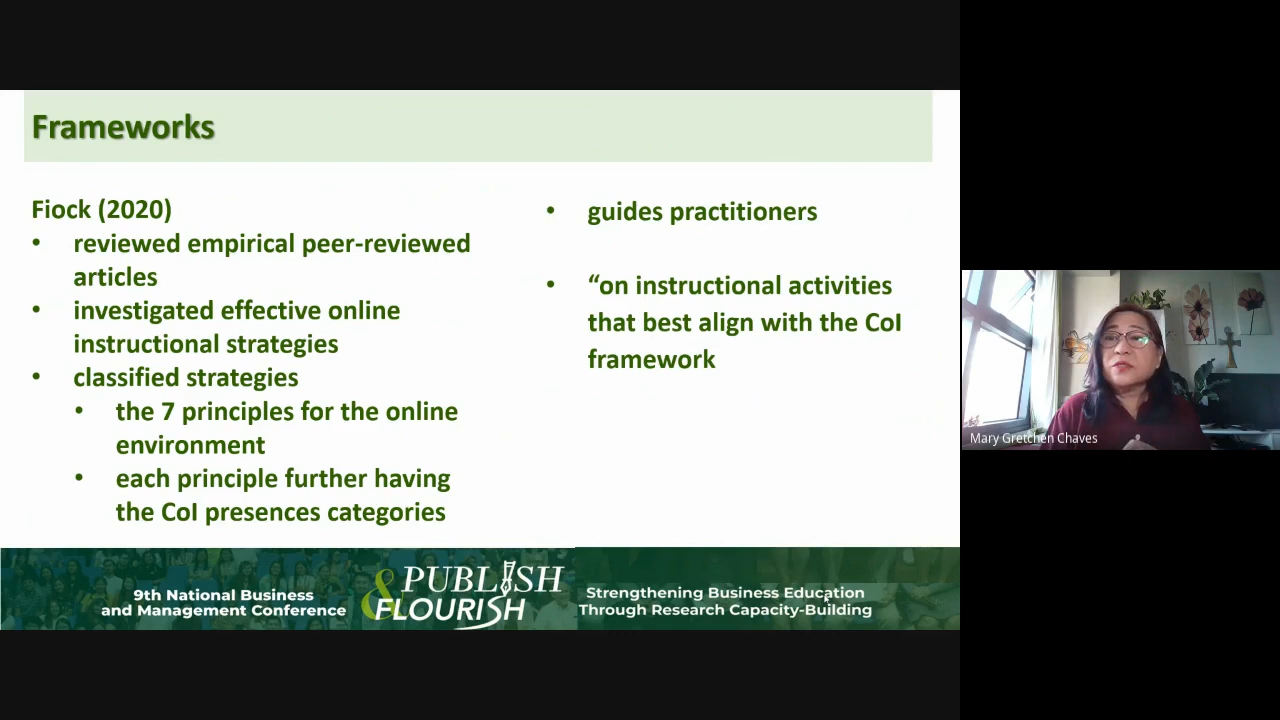 Frameworks
Fiock (2020)
• reviewed empirical peer-reviewed
articles
• investigated effective online
instructional strategies
• classified strategies
• the 7 principles for the online
environment
• each principle further having
the CoI presences categories
• guides practitioners
• “on instructional activities
that best align with the CoI
framework
9th National Business
and Management Conference
PUBLISH
& FLOURISH
Strengthening Business Education
Through Research Capacity-Building
Mary Gretchen Chaves